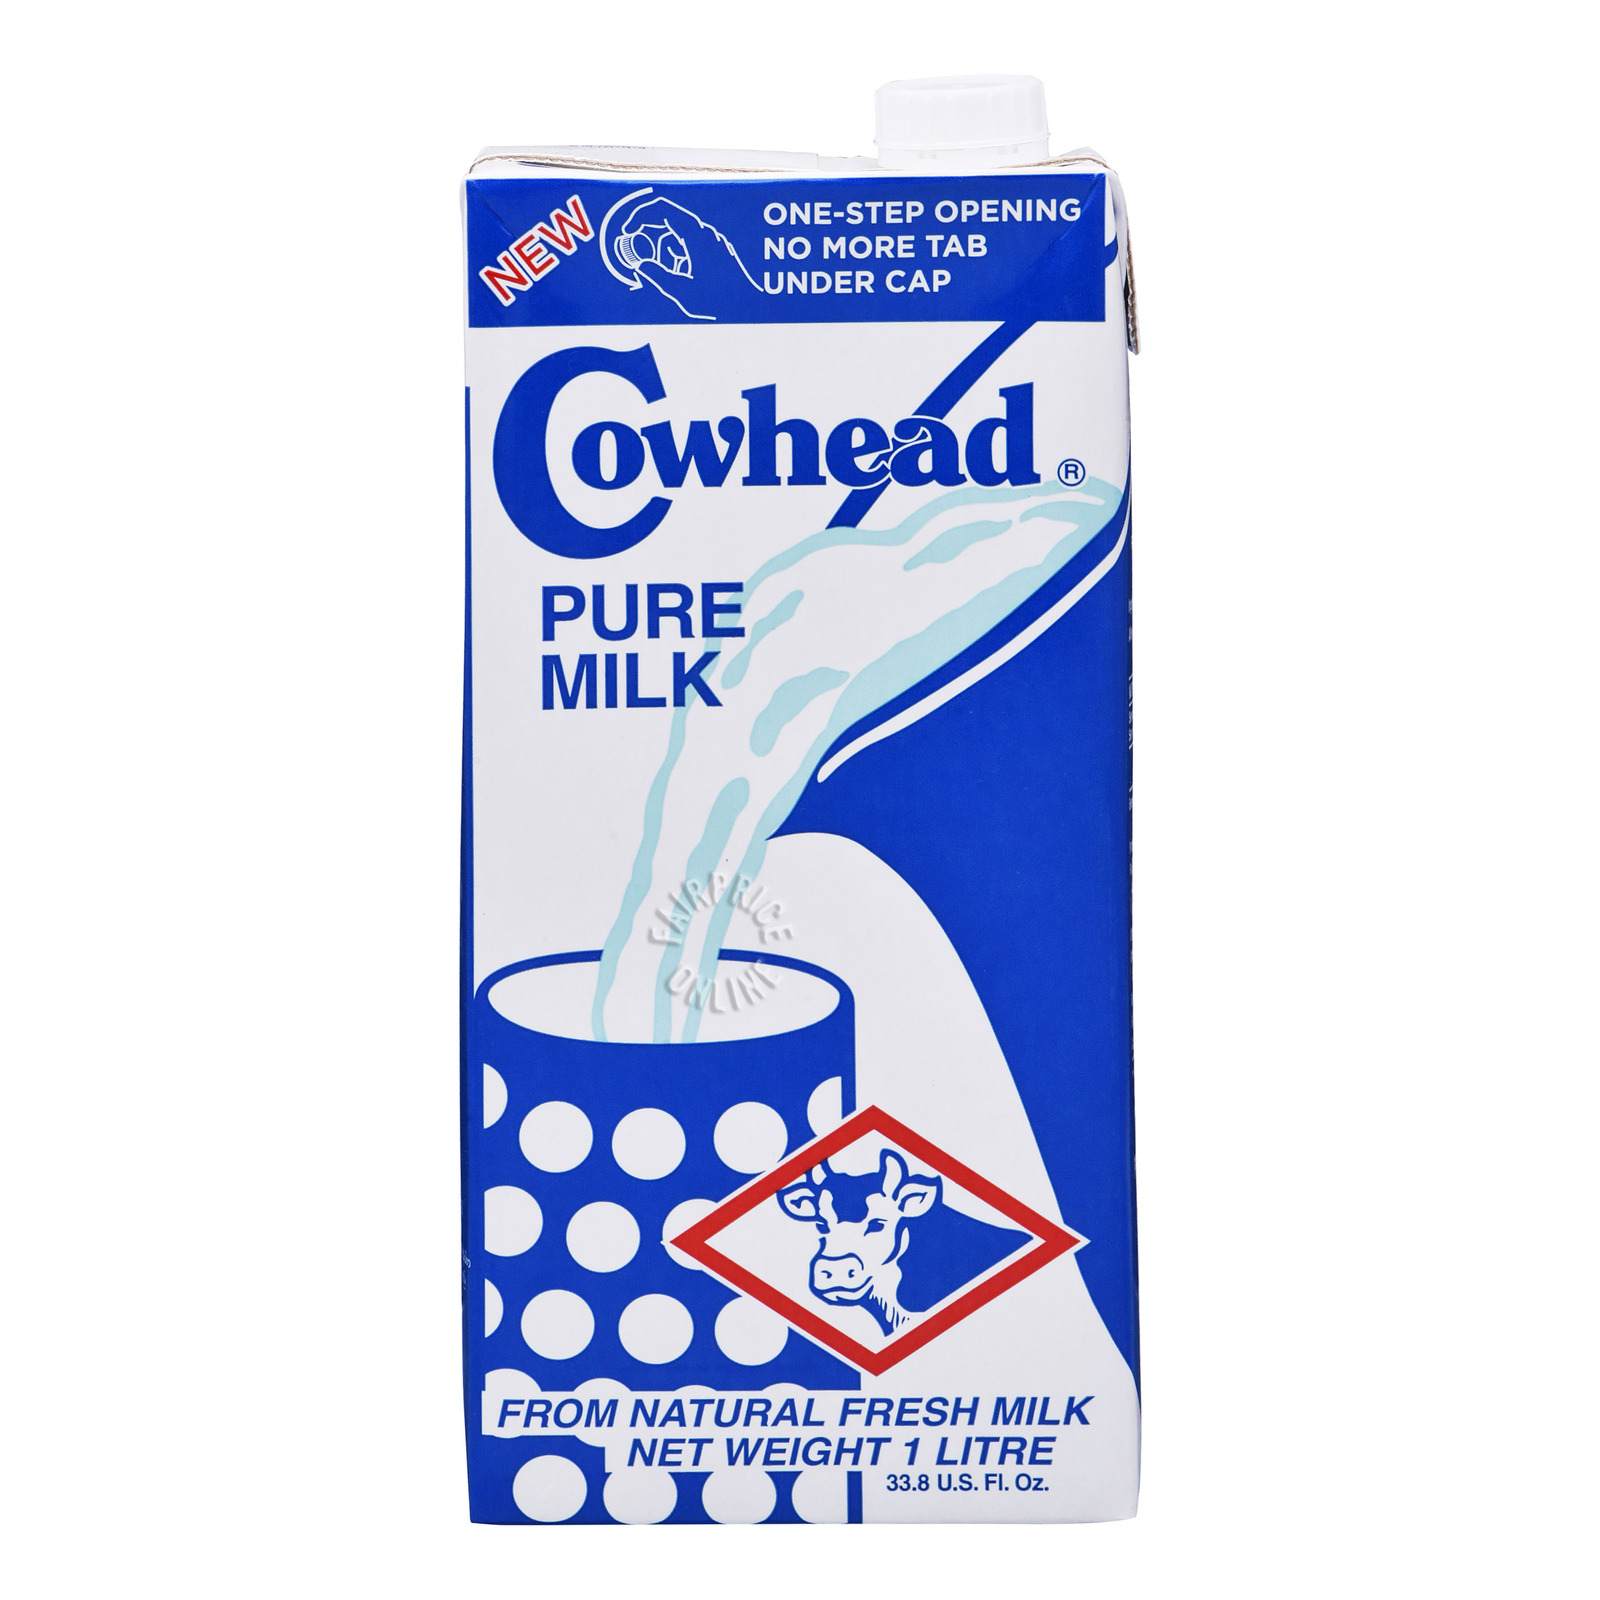 NEW
ONE-STEP OPENING
NO MORE TAB
UNDER CAP
Cowhead ®
PURE
MILK
FAIRPRICE
ONLINE
FROM NATURAL FRESH MILK
NET WEIGHT 1 LITRE
33.8 U.S. Fl. Oz.